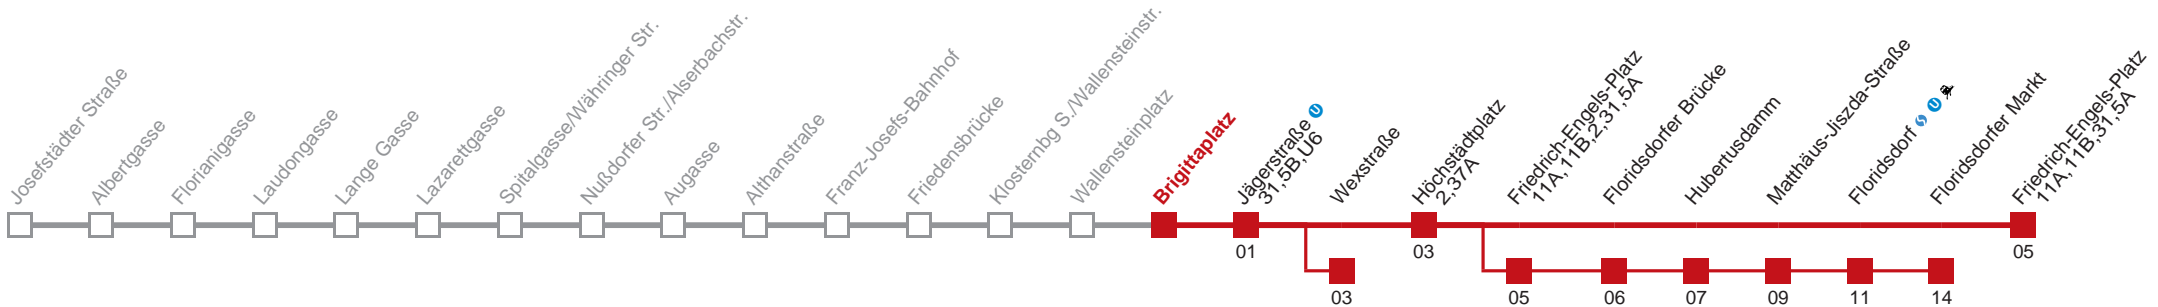 Josefstädter Straße
Albertgasse
Florianigasse
Laudongasse
Lange Gasse
Lazarettgasse
Spitalgasse/Währinger Str.
Nußdorfer Str./Alserbachstr.
Augasse
Althanstraße
Franz-Josefs-Bahnhof
Friedensbrücke
Klosternbg S./Wallensteinstr.
Wallensteinplatz
Brigittaplatz
Jägerstraße U
31,5B,U6
Wexstraße
Höchstädtplatz
2,37A
Friedrich-Engels-Platz
11A,11B,2,31,5A
Floridsdorfer Brücke
Hubertusdamm
Matthäus-Jiszda-Straße
Floridsdorf S U
Floridsdorfer Markt
Friedrich-Engels-Platz
11A,11B,31,5A
01
03
05
03
05
06
07
09
11
14